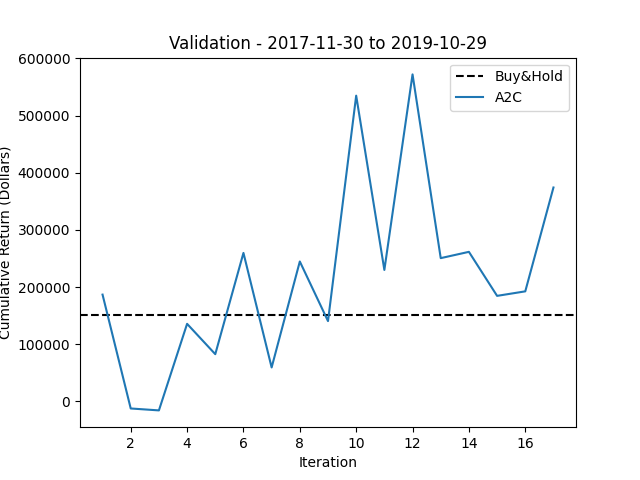 Validation - 2017-11-30 to 2019-10-29
Cumulative Return (Dollars)
600000
500000
400000
300000
200000
100000
0
Buy&Hold
A2C
2 4 6 8 10 12 14 16
Iteration